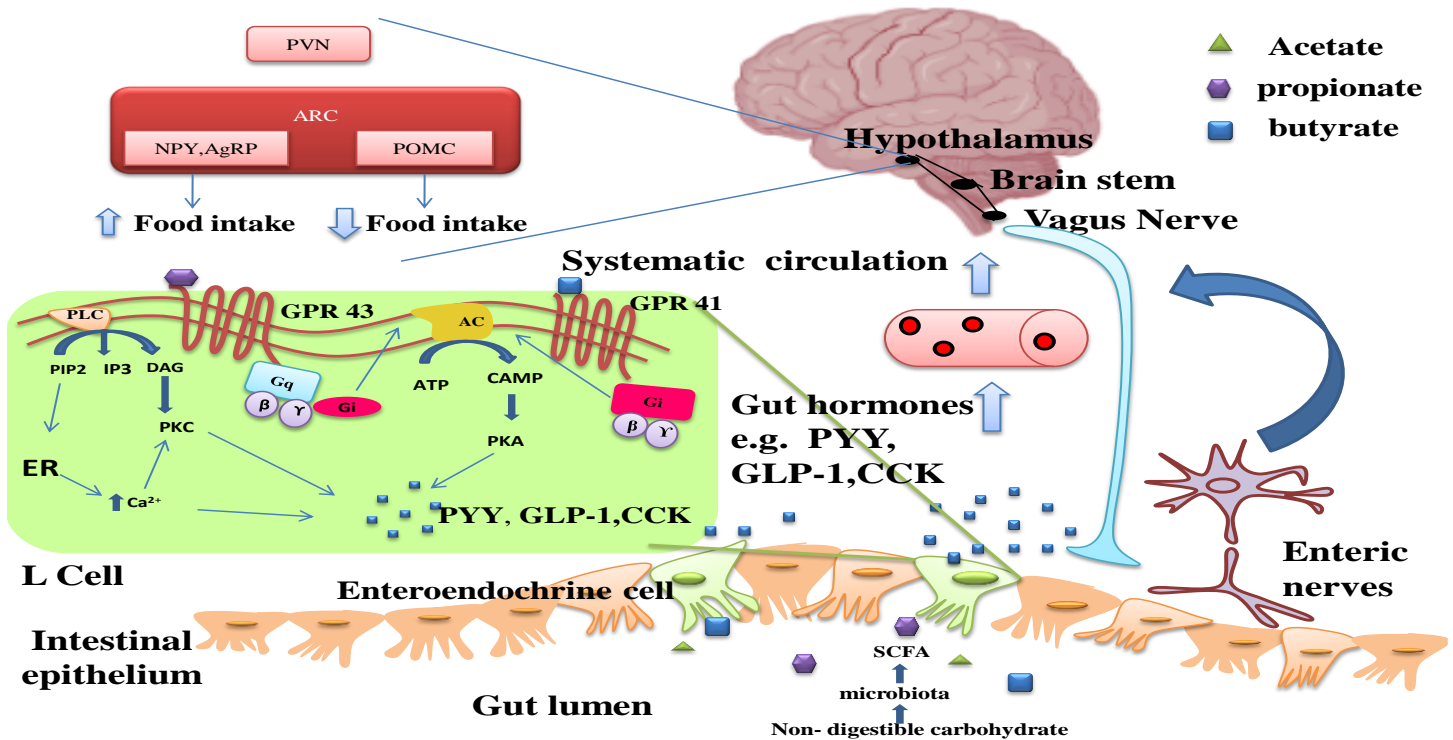 PVN
ARC
NPY,AgRP
POMC
Food intake
Food intake
Acetate
propionate
butyrate
Hypothalamus
Brain stem
Vagus Nerve
Systematic circulation
GPR 43
GPR 41
PLC
AC
PIP2
IP3
DAG
Gq
β
ϒ
Gi
ATP
CAMP
Gi
β
ϒ
PKC
PKA
ER
Ca²⁺
PYY, GLP-1,CCK
Gut hormones
e.g. PYY,
GLP-1,CCK
L Cell
Enteroendochrine cell
Enteric
nerves
Intestinal
epithelium
Gut lumen
SCFA
microbiota
Non- digestible carbohydrate